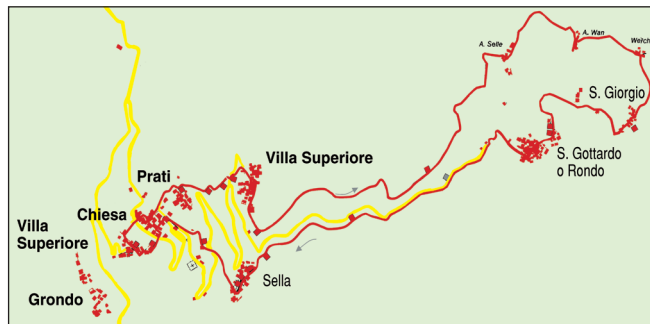 A. Selle
A. Wan
Welch
S. Giorgio
S. Gottardo
o Rondo
Villa Superiore
Prati
Chiesa
Villa
Superiore
Sella
Grondo